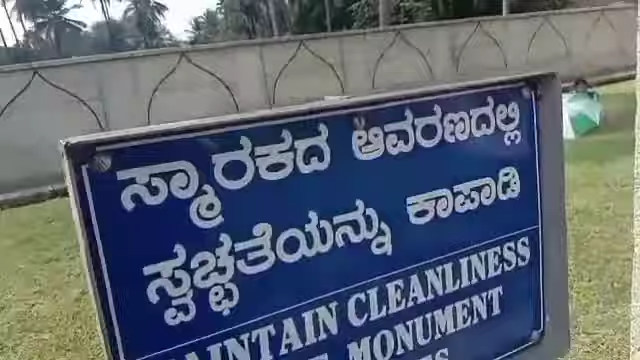 ಸ್ಮಾರಕದ ಆವರಣದಲ್ಲಿ
ಸ್ವಚ್ಛತೆಯನ್ನು ಕಾಪಾಡಿ
MAINTAIN CLEANLINESS
MONUMENT